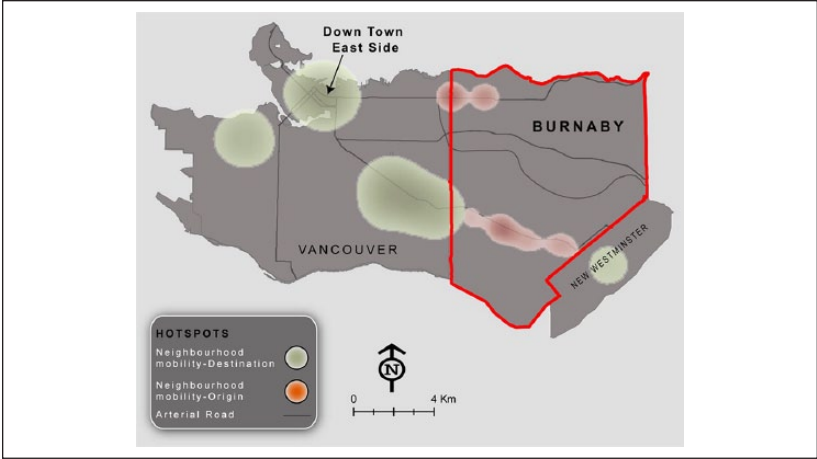 Down Town
East Side
BURNABY
VANCOUVER
NEW WESTMINSTER
HOTSPOTS
Neighbourhood
mobility-Destination
Neighbourhood
mobility-Origin
Arterial Road
N
0 4 Km